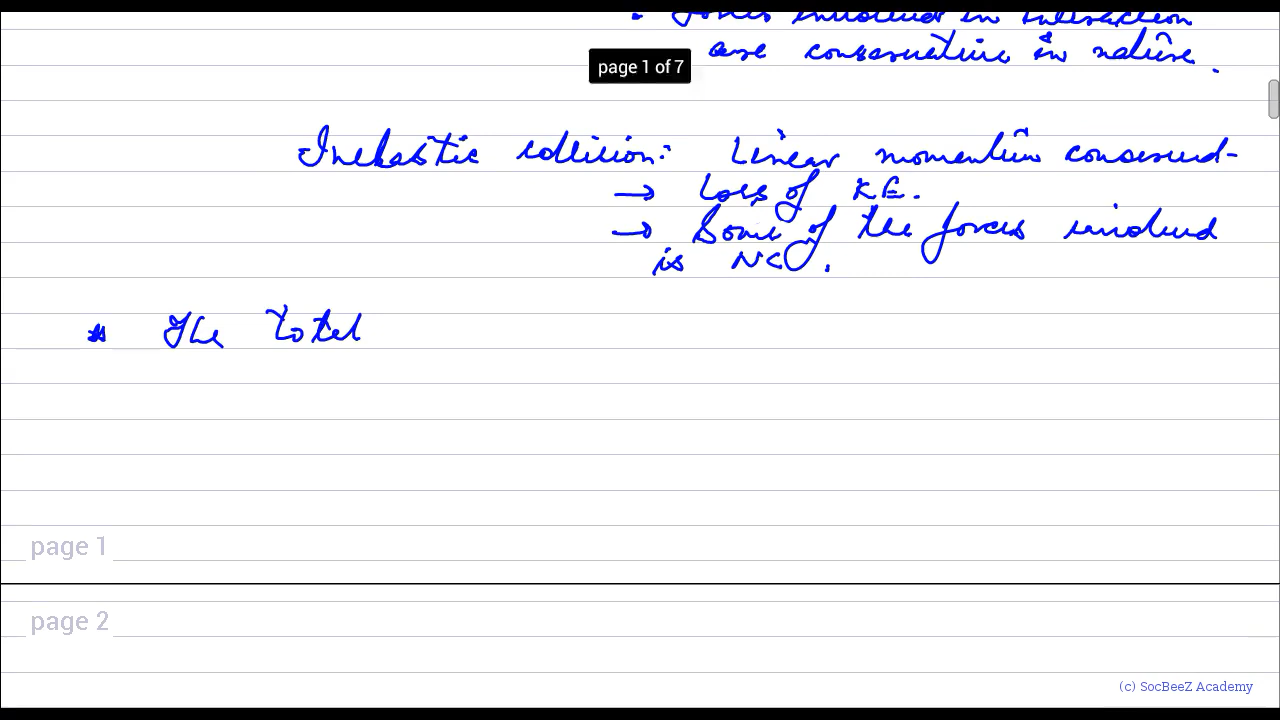 : forces involved in interaction
are conservative in nature.
page 1 of 7
Inelastic collision:- Linear momentum conserved-
→ Loss of KE.
→ Some of the forces involved
is NC.
* The total
page 1
page 2
(c) SocBeeZ Academy